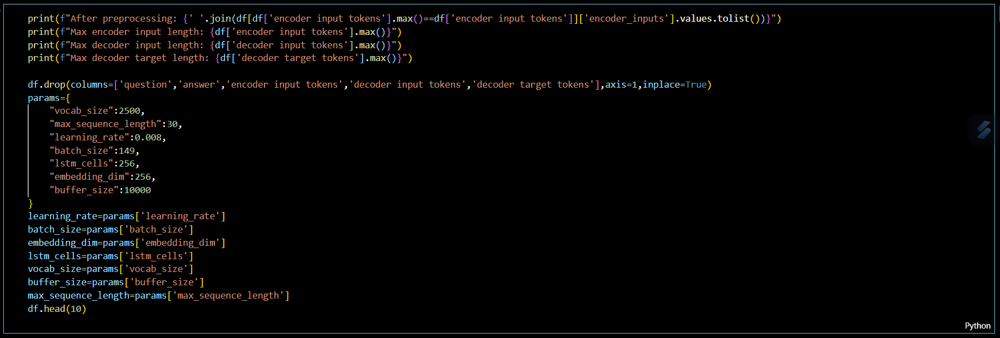 print(f"After preprocessing: {' '.join(df[df['encoder input tokens'].max()==df['encoder input tokens']]['encoder_inputs'].values.tolist())}")
print(f"Max encoder input length: {df['encoder input tokens'].max()}")
print(f"Max decoder input length: {df['decoder input tokens'].max()}")
print(f"Max decoder target length: {df['decoder target tokens'].max()}")

df.drop(columns=['question','answer','encoder input tokens','decoder input tokens','decoder target tokens'],axis=1,inplace=True)
params={
    "vocab_size":2500,
    "max_sequence_length":30,
    "learning_rate":0.008,
    "batch_size":149,
    "lstm_cells":256,
    "embedding_dim":256,
    "buffer_size":10000
}
learning_rate=params['learning_rate']
batch_size=params['batch_size']
embedding_dim=params['embedding_dim']
lstm_cells=params['lstm_cells']
vocab_size=params['vocab_size']
buffer_size=params['buffer_size']
max_sequence_length=params['max_sequence_length']
df.head(10)
Python